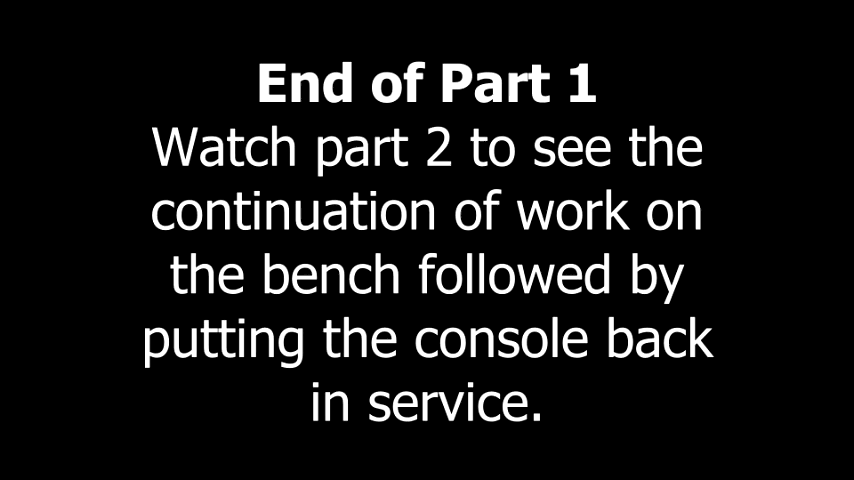 End of Part 1
Watch part 2 to see the
continuation of work on
the bench followed by
putting the console back
in service.